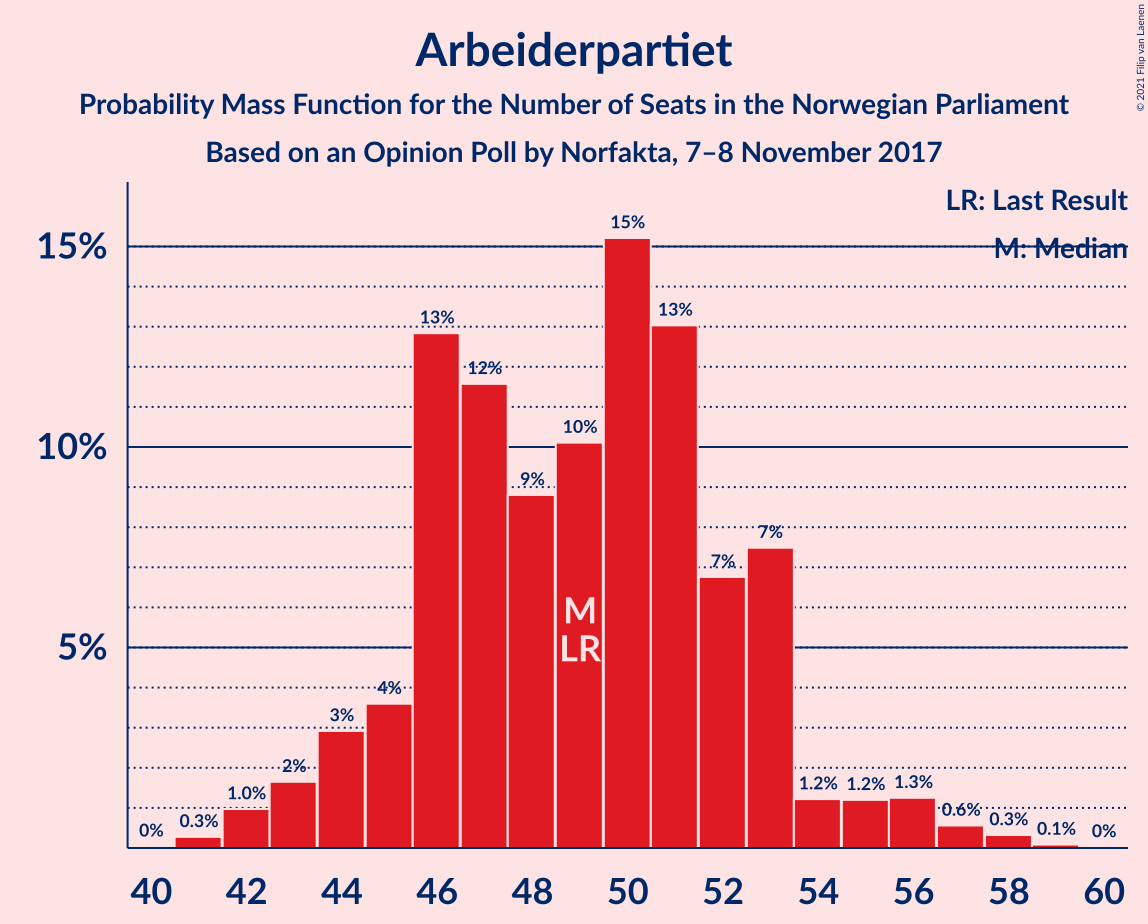 Arbeiderpartiet
Probability Mass Function for the Number of Seats in the Norwegian Parliament
Based on an Opinion Poll by Norfakta, 7–8 November 2017
© 2021 Filip van Laenen
LR: Last Result
M: Median
15%
10%
5%
0%
0.3%
1.0%
2%
3%
4%
13%
12%
9%
10%
15%
13%
7%
7%
1.2%
1.2%
1.3%
0.6%
0.3%
0.1%
0%
M
LR
40 42 44 46 48 50 52 54 56 58 60